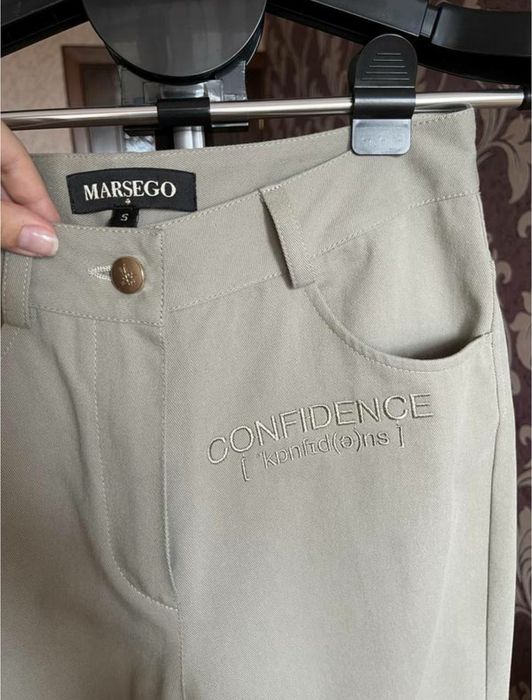 MARSEGO
S
CONFIDENCE
[ ˈkɒnfɪd(ə)ns ]